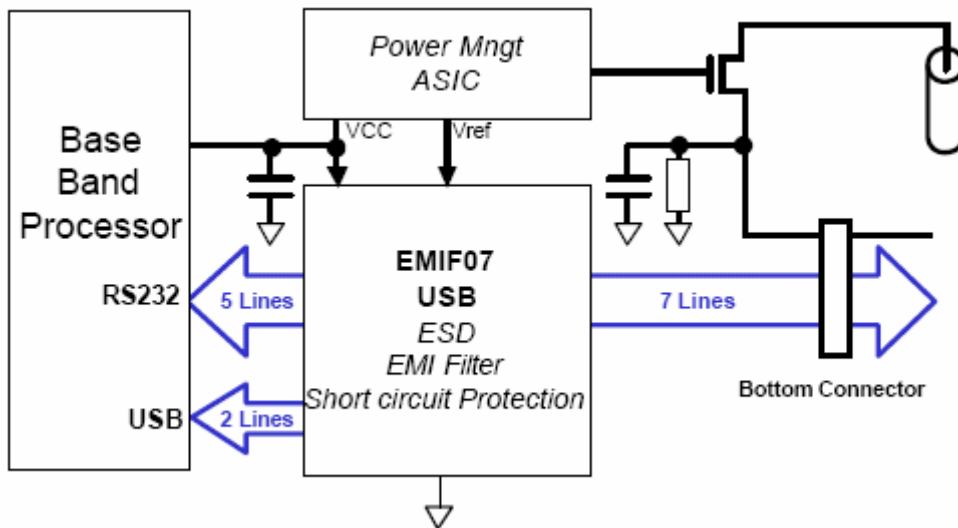 Power Mngt
ASIC
VCC
Vref
Base
Band
Processor
RS232
USB
5 Lines
2 Lines
EMIF07
USB
ESD
EMI Filter
Short circuit Protection
7 Lines
Bottom Connector